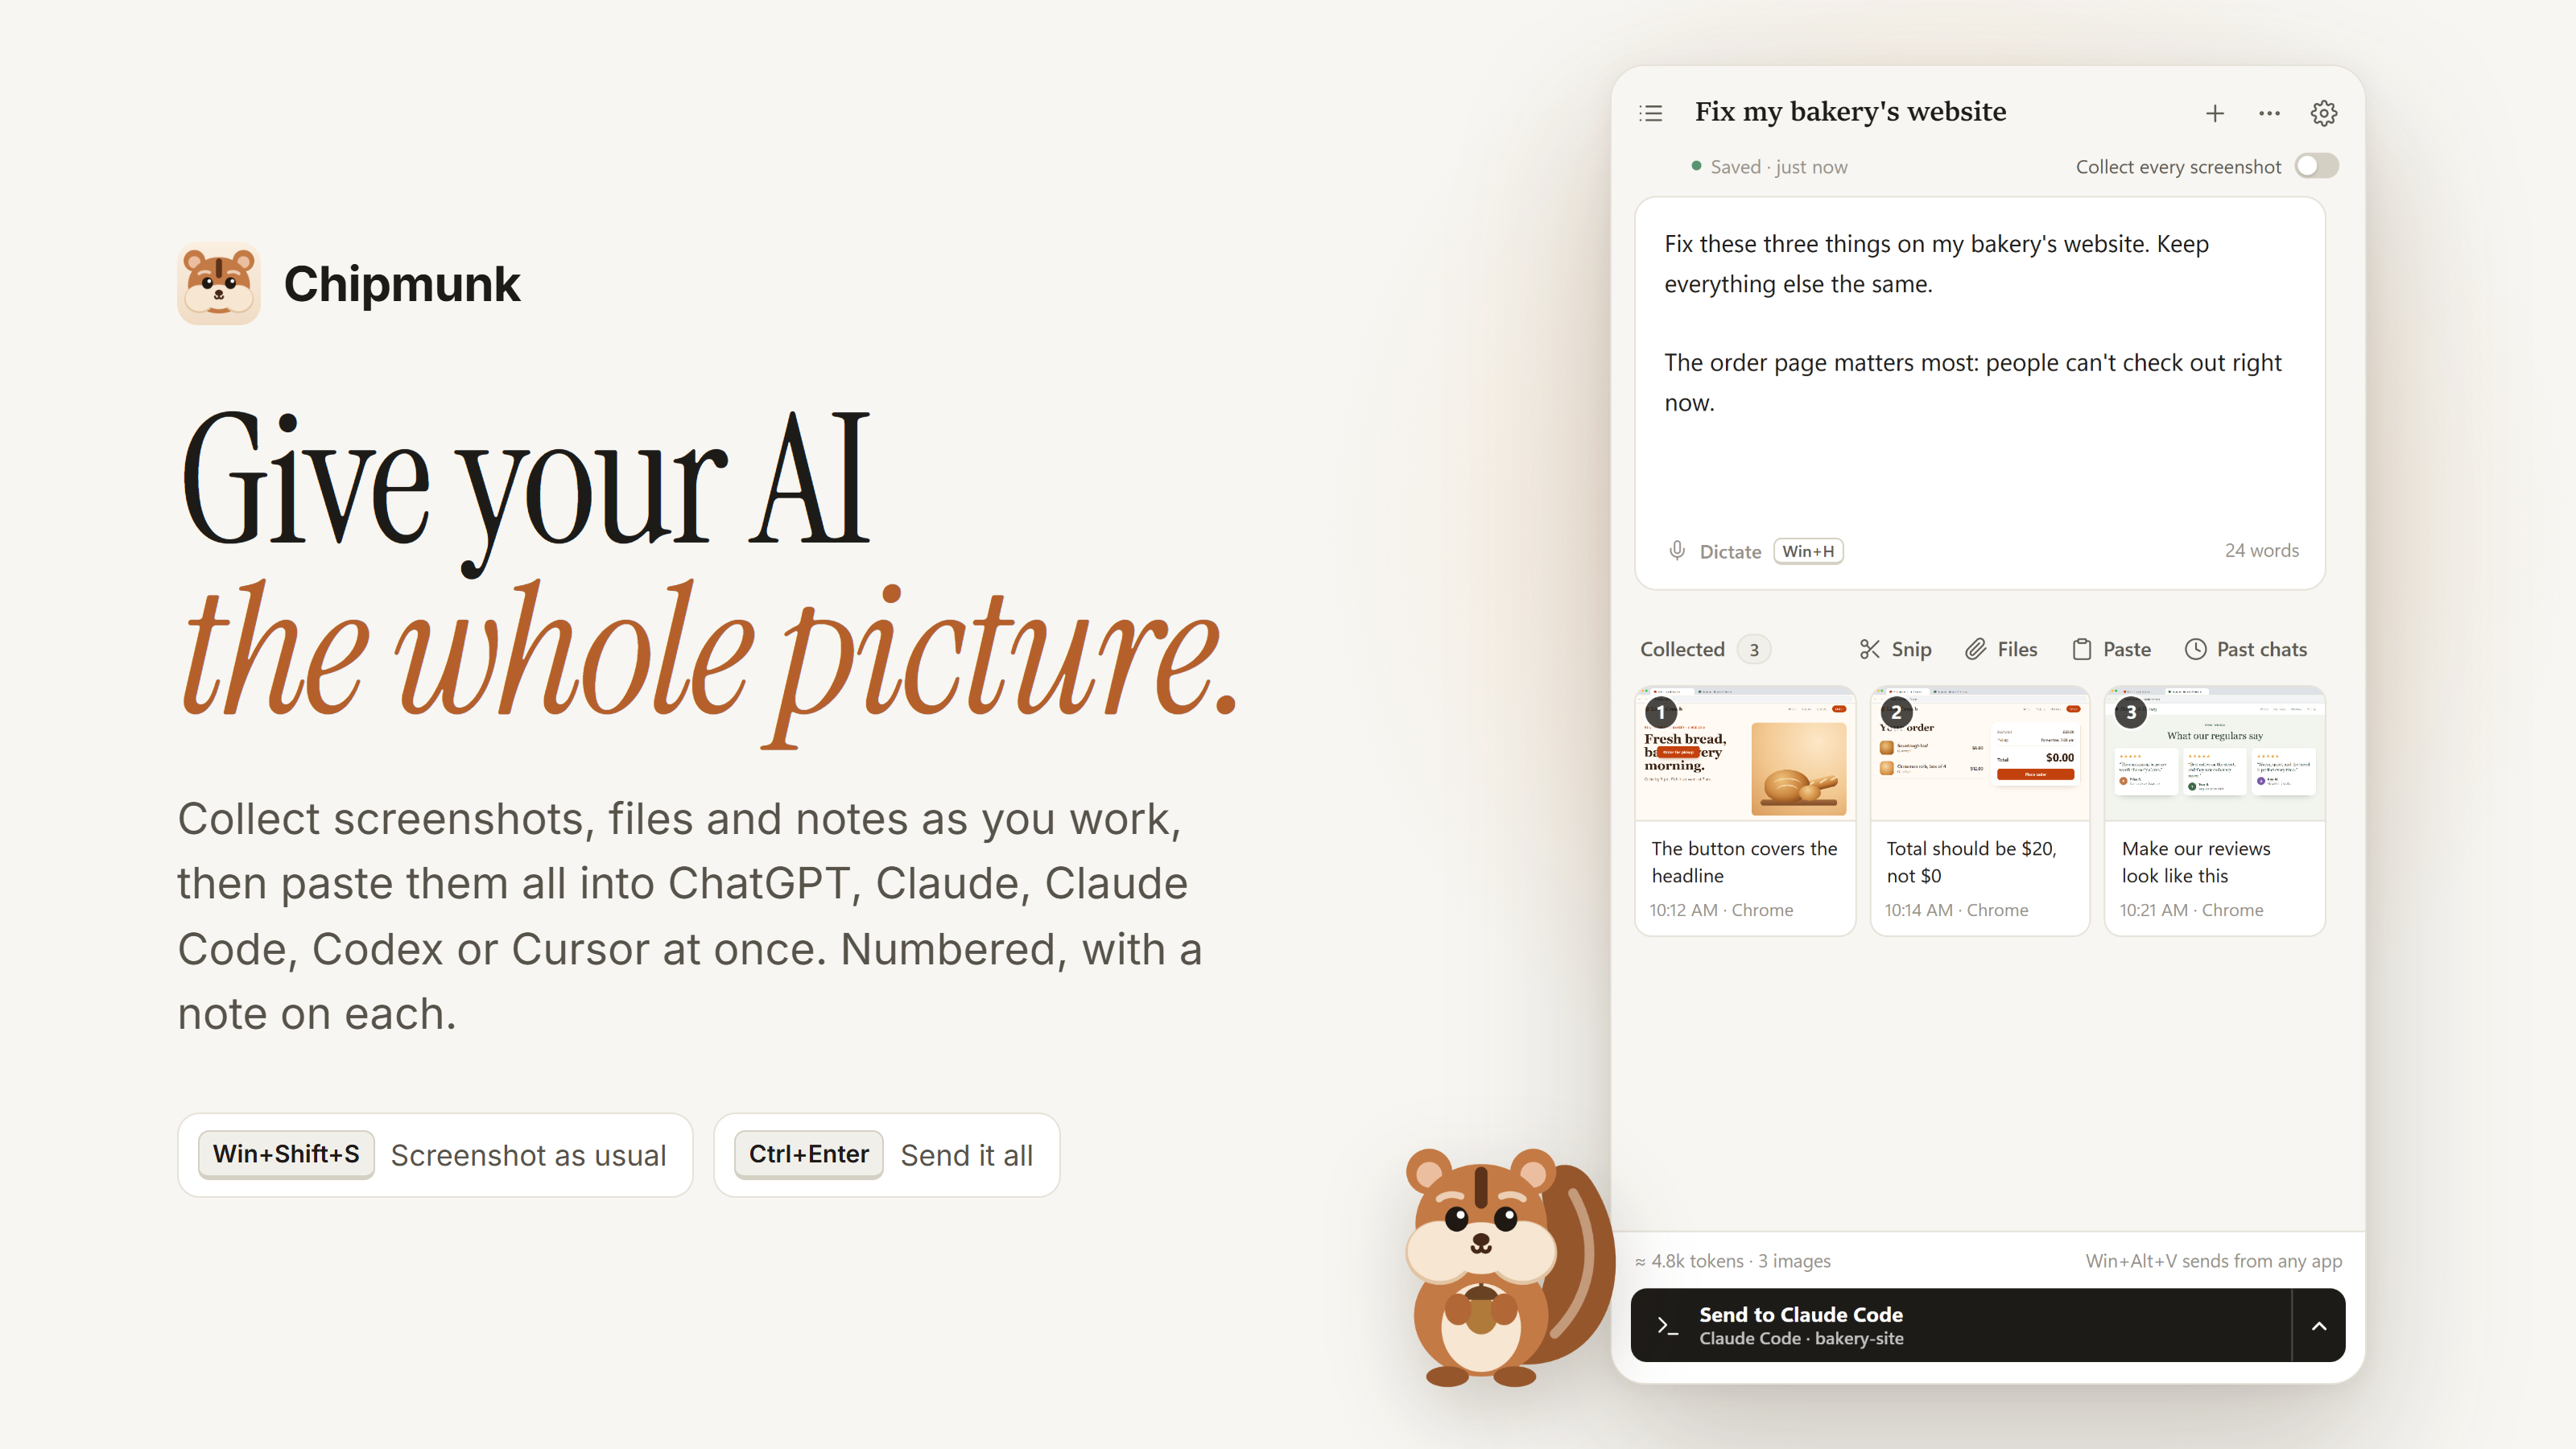 Chipmunk
Give your AI
the whole picture.
Collect screenshots, files and notes as you work,
then paste them all into ChatGPT, Claude, Claude
Code, Codex or Cursor at once. Numbered, with a
note on each.
Win+Shift+S Screenshot as usual
Ctrl+Enter Send it all
Fix my bakery's website
Saved · just now
Collect every screenshot
Fix these three things on my bakery's website. Keep
everything else the same.
The order page matters most: people can't check out right
now.
Dictate Win+H
24 words
Collected 3
Snip
Files
Paste
Past chats
1
Fresh bread,
morning.
The button covers the
headline
10:12 AM · Chrome
2
order
Total
$0.00
Place order
Total should be $20,
not $0
10:14 AM · Chrome
3
What our regulars say
Make our reviews
look like this
10:21 AM · Chrome
≈ 4.8k tokens · 3 images
Win+Alt+V sends from any app
Send to Claude Code
Claude Code · bakery-site